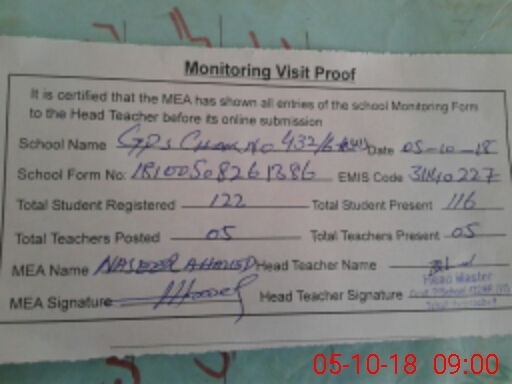 Monitoring Visit Proof
It is certified that the MEA has shown all entries of the school Monitoring Form
to the Head Teacher before its online submission
School Name GPS Chak No 432/6 Date 05-10-18
School Form No: EMIS Code 31140227
Total Student Registered 122 Total Student Present 116
Total Teachers Posted 05 Total Teachers Present 05
MEA Name NASEER AHMED Head Teacher Name
MEA Signature Head Teacher Signature
Head Master
05-10-18 09:00